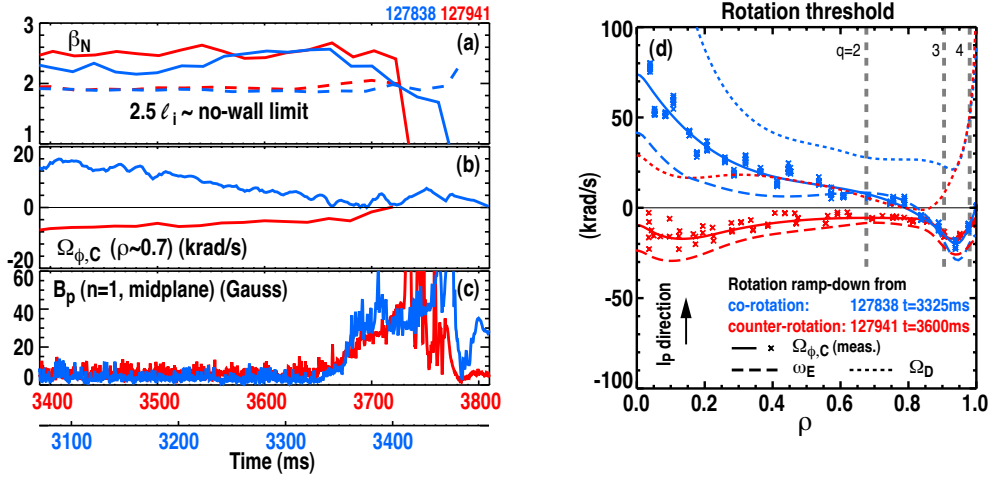 127838 127941
Rotation threshold
3
β_N
(a)
2
2.5 ℓ_i ~ no-wall limit
1
20
(b)
0
Ω_ϕ,C (ρ~0.7) (krad/s)
-20
60
B_p (n=1, midplane) (Gauss)
(c)
40
20
0
3400 3500 3600 3700 3800
3100 3200 3300 3400
Time (ms)
100
(d)
q=2 3 4
50
0
(krad/s)
-50
-100
Ip direction
Rotation ramp-down from
co-rotation: 127838 t=3325ms
counter-rotation: 127941 t=3600ms
Ω_ϕ,C (meas.)
ω_E Ω_D
0.0 0.2 0.4 0.6 0.8 1.0
ρ